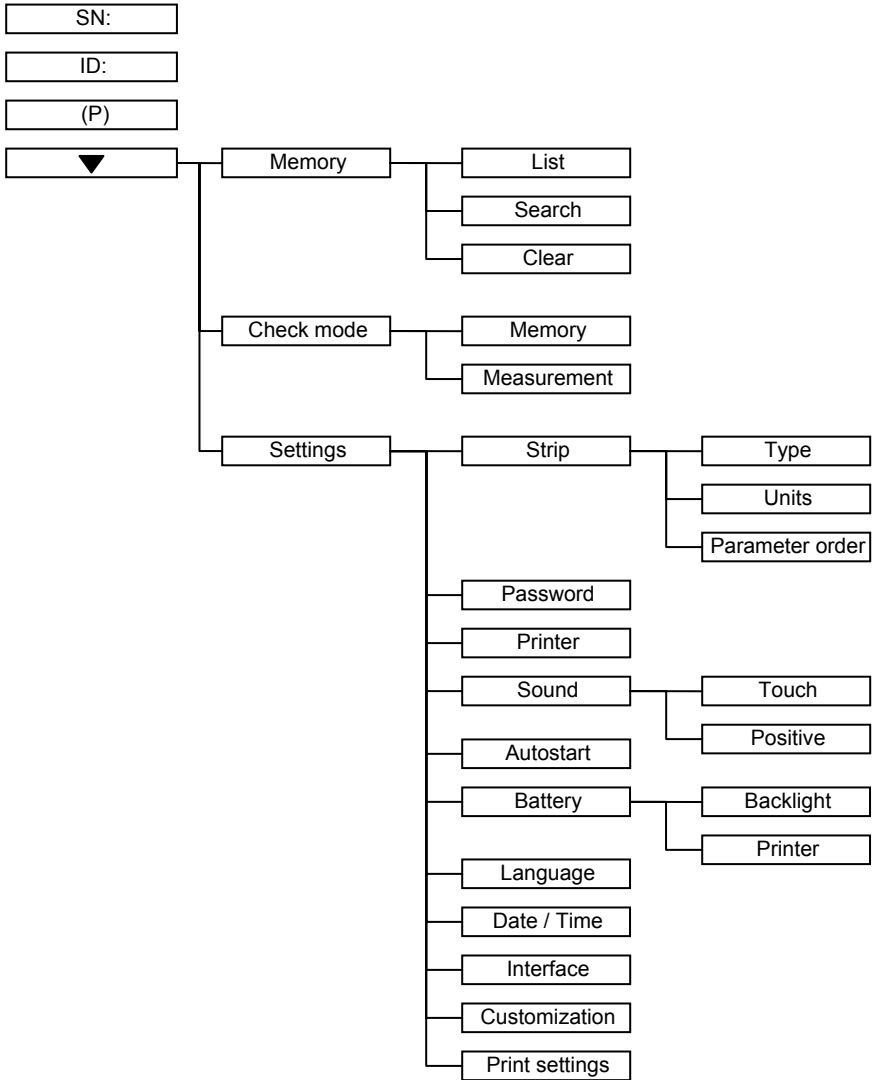 SN:
ID:
(P)
Memory
List
Search
Clear
Check mode
Memory
Measurement
Settings
Strip
Type
Units
Parameter order
Password
Printer
Sound
Touch
Positive
Autostart
Battery
Backlight
Printer
Language
Date / Time
Interface
Customization
Print settings